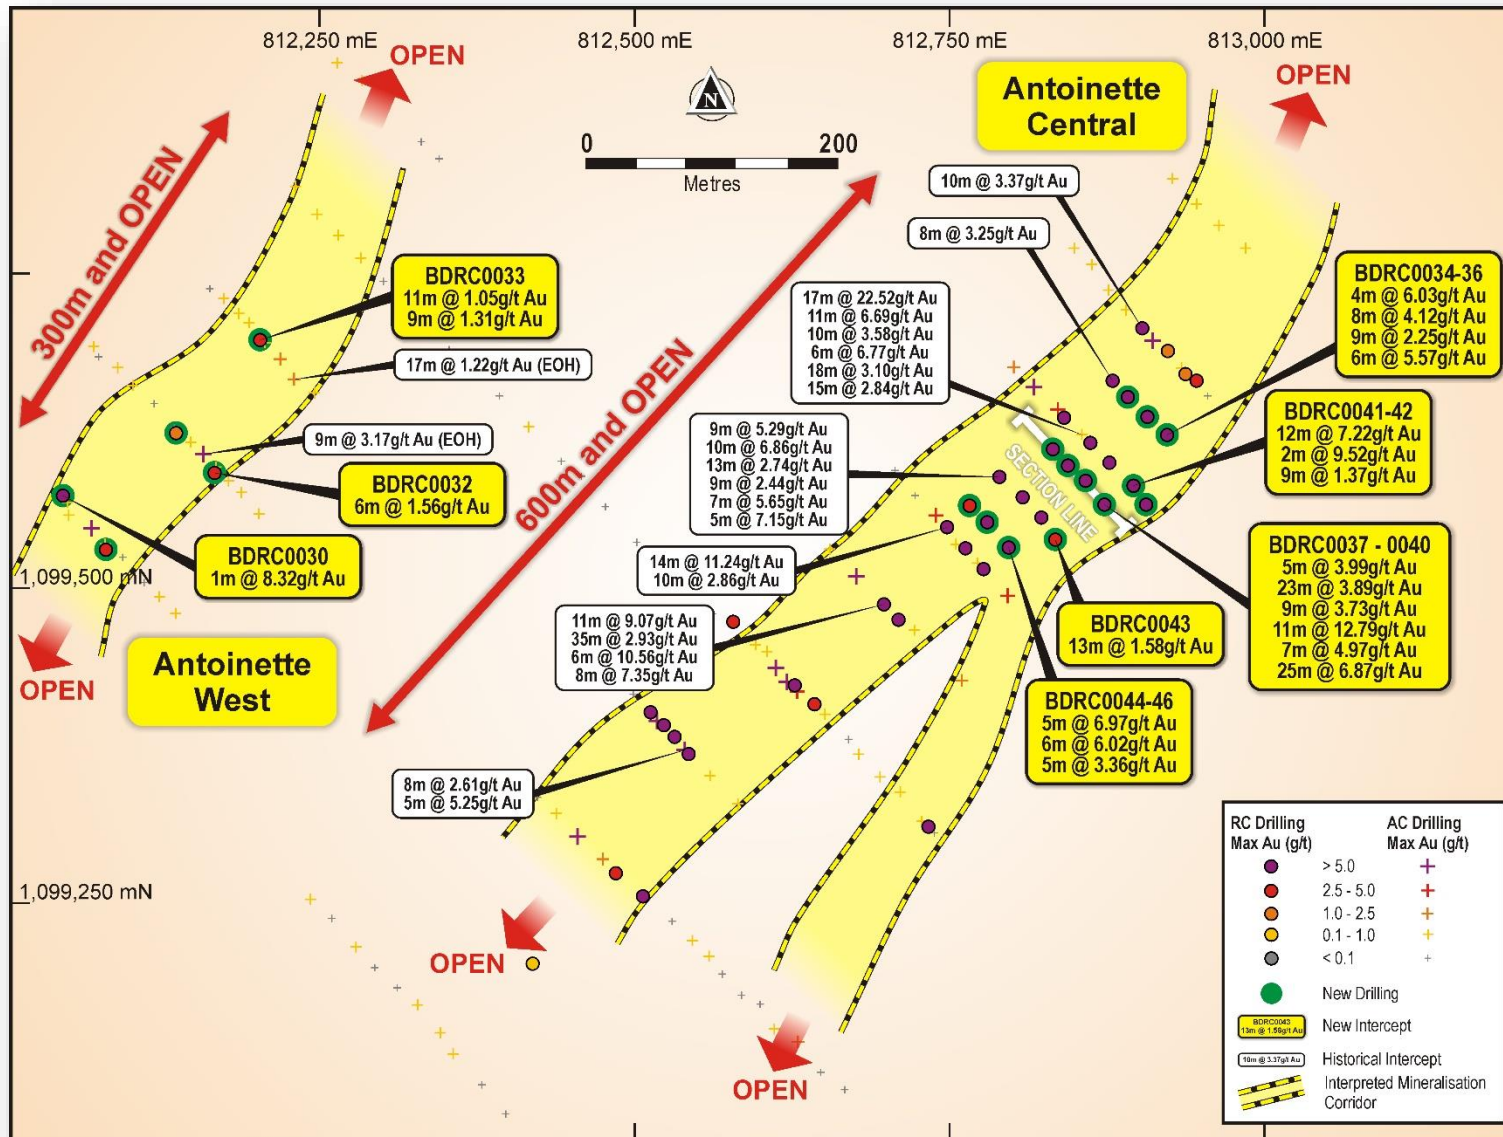 812,250 mE
812,500 mE
812,750 mE
813,000 mE
OPEN
OPEN
N
0
200
Metres
Antoinette
Central
300m and OPEN
600m and OPEN
10m @ 3.37g/t Au
8m @ 3.25g/t Au
BDRC0033
11m @ 1.05g/t Au
9m @ 1.31g/t Au
17m @ 1.22g/t Au (EOH)
9m @ 3.17g/t Au (EOH)
BDRC0032
6m @ 1.56g/t Au
BDRC0030
1m @ 8.32g/t Au
17m @ 22.52g/t Au
11m @ 6.69g/t Au
10m @ 3.58g/t Au
6m @ 6.77g/t Au
18m @ 3.10g/t Au
15m @ 2.84g/t Au
BDRC0034-36
4m @ 6.03g/t Au
8m @ 4.12g/t Au
9m @ 2.25g/t Au
6m @ 5.57g/t Au
BDRC0041-42
12m @ 7.22g/t Au
2m @ 9.52g/t Au
9m @ 1.37g/t Au
9m @ 5.29g/t Au
10m @ 6.86g/t Au
13m @ 2.74g/t Au
9m @ 2.44g/t Au
7m @ 5.65g/t Au
5m @ 7.15g/t Au
SECTION LINE
14m @ 11.24g/t Au
10m @ 2.86g/t Au
BDRC0037 - 0040
5m @ 3.99g/t Au
23m @ 3.89g/t Au
9m @ 3.73g/t Au
11m @ 12.79g/t Au
7m @ 4.97g/t Au
25m @ 6.87g/t Au
1,099,500 mN
11m @ 9.07g/t Au
35m @ 2.93g/t Au
6m @ 10.56g/t Au
8m @ 7.35g/t Au
BDRC0043
13m @ 1.58g/t Au
OPEN
Antoinette
West
BDRC0044-46
5m @ 6.97g/t Au
6m @ 6.02g/t Au
5m @ 3.36g/t Au
8m @ 2.61g/t Au
5m @ 5.25g/t Au
1,099,250 mN
OPEN
OPEN
RC Drilling
Max Au (g/t)
AC Drilling
Max Au (g/t)
> 5.0
2.5 - 5.0
1.0 - 2.5
0.1 - 1.0
< 0.1
New Drilling
BDRC0043
13m @ 1.58g/t Au
New Intercept
10m @ 3.37g/t Au
Historical Intercept
Interpreted Mineralisation
Corridor